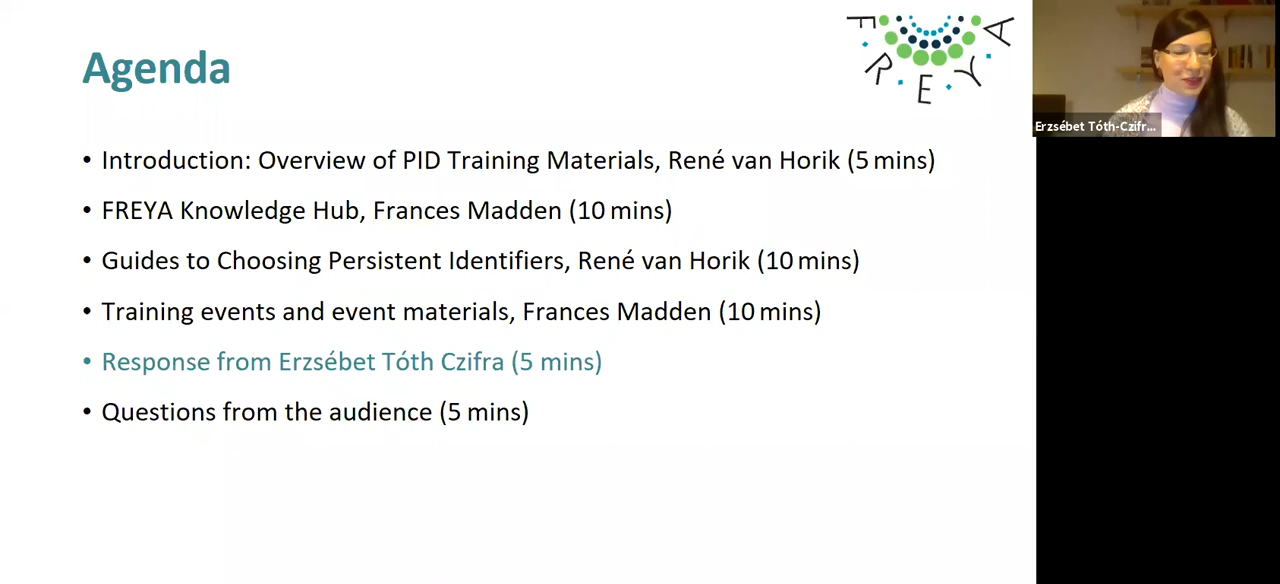 Agenda
FREYA
Erzsébet Tóth-Czifr...
• Introduction: Overview of PID Training Materials, René van Horik (5 mins)
• FREYA Knowledge Hub, Frances Madden (10 mins)
• Guides to Choosing Persistent Identifiers, René van Horik (10 mins)
• Training events and event materials, Frances Madden (10 mins)
• Response from Erzsébet Tóth Czifra (5 mins)
• Questions from the audience (5 mins)